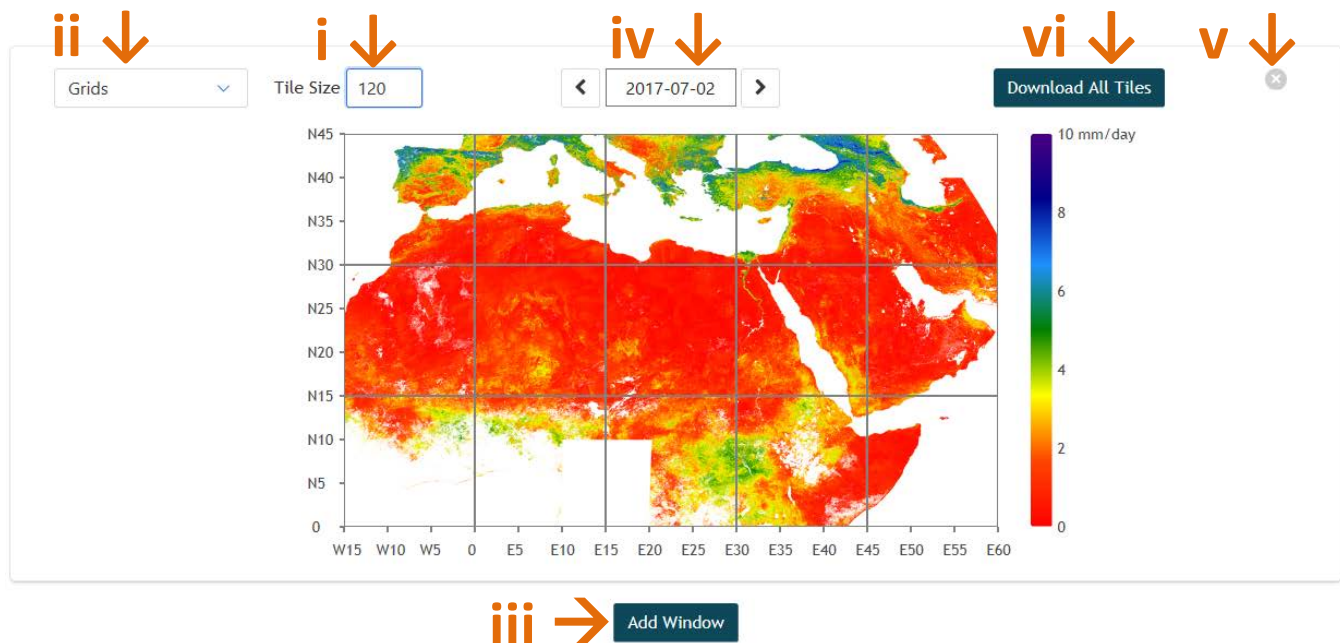 ii i iv vi v
Grids Tile Size 120 2017-07-02 Download All Tiles
N45 10 mm/day
N40
8
N35
N30
6
N25
N20
4
N15
N10
2
N5
0 0
W15 W10 W5 0 E5 E10 E15 E20 E25 E30 E35 E40 E45 E50 E55 E60
iii Add Window